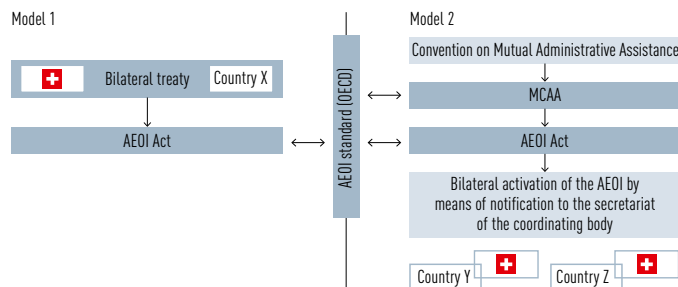 Model 1
Bilateral treaty
Country X
AEOI Act
AEOI standard (OECD)
Model 2
Convention on Mutual Administrative Assistance
MCAA
AEOI Act
Bilateral activation of the AEOI by
means of notification to the secretariat
of the coordinating body
Country Y
Country Z